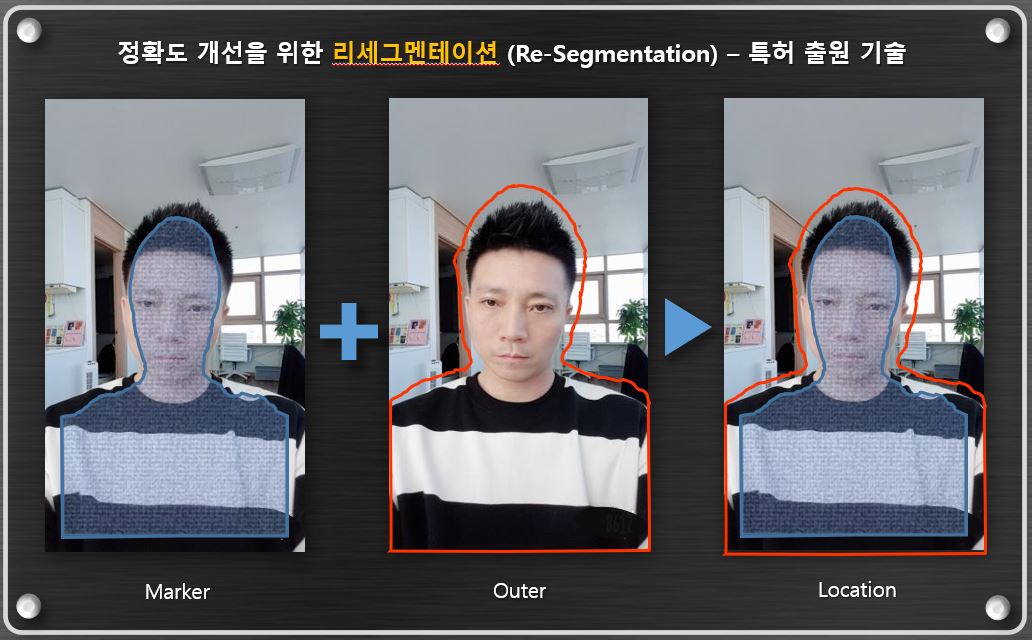 정확도 개선을 위한 리세그멘테이션 (Re-Segmentation) – 특허 출원 기술
B612
Marker
Outer
Location